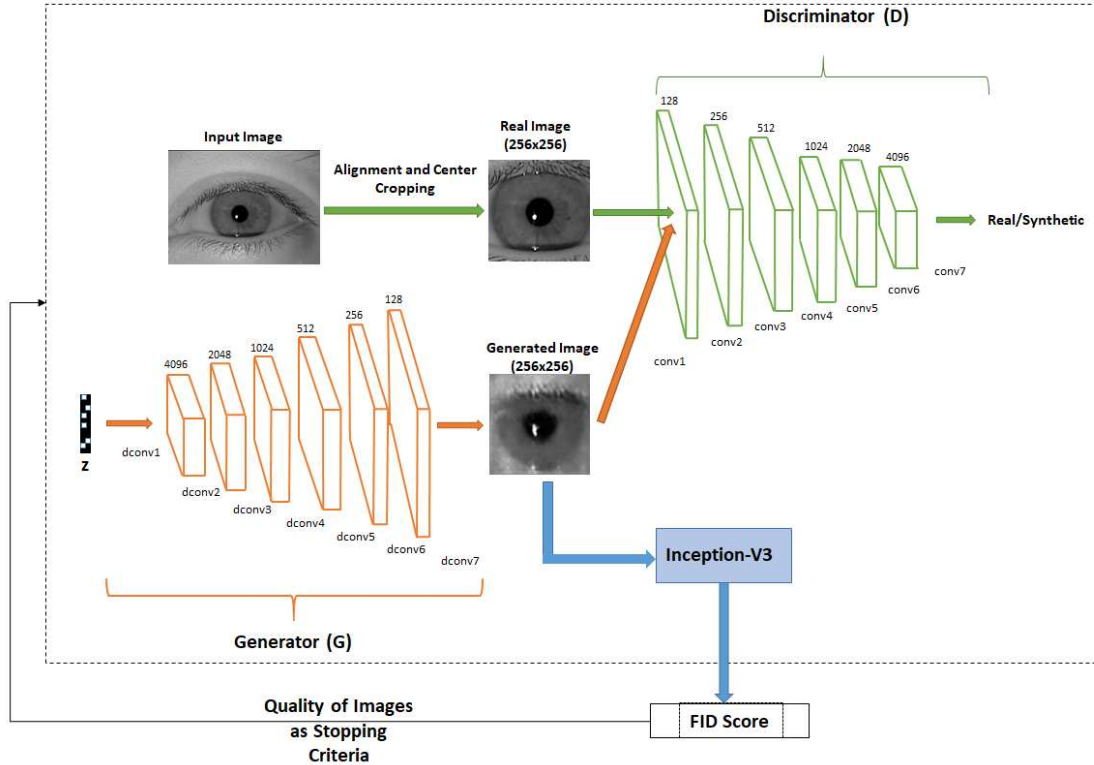 Discriminator (D)
128
256
512
1024
2048
4096
Input Image
Real Image
(256x256)
Alignment and Center
Cropping
Real/Synthetic
conv1
conv2
conv3
conv4
conv5
conv6
conv7
4096
2048
1024
512
256
128
Generated Image
(256x256)
z
dconv1
dconv2
dconv3
dconv4
dconv5
dconv6
dconv7
Inception-V3
Generator (G)
Quality of Images
as Stopping
Criteria
FID Score